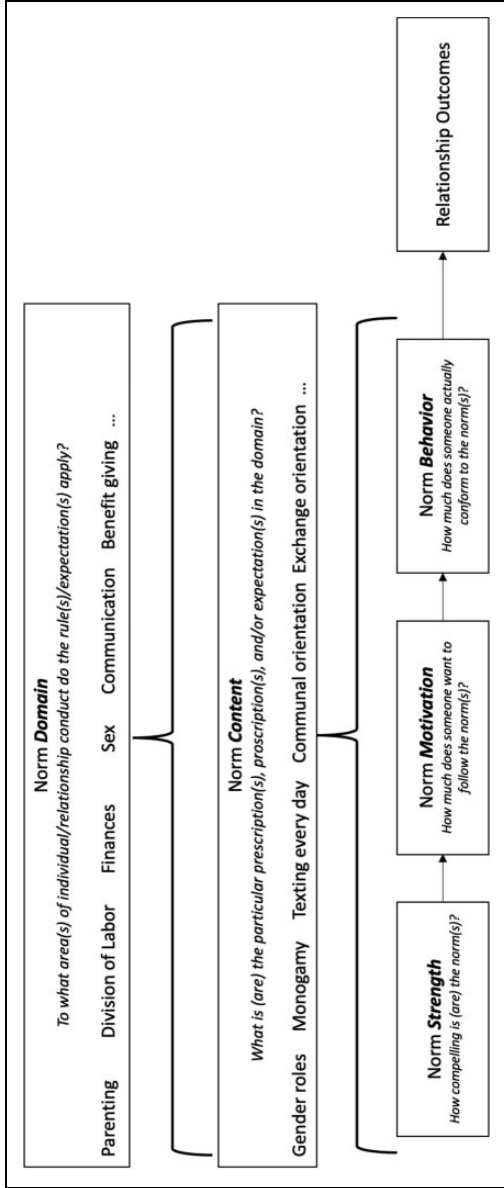 Norm Domain
To what area(s) of individual/relationship conduct do the rule(s)/expectation(s) apply?
Parenting Division of Labor Finances Sex Communication Benefit giving ...
Norm Content
What is (are) the particular prescription(s), proscription(s), and/or expectation(s) in the domain?
Gender roles Monogamy Texting every day Communal orientation Exchange orientation ...
Norm Strength
How compelling is (are) the norm(s)?
Norm Motivation
How much does someone want to
follow the norm(s)?
Norm Behavior
How much does someone actually
conform to the norm(s)?
Relationship Outcomes